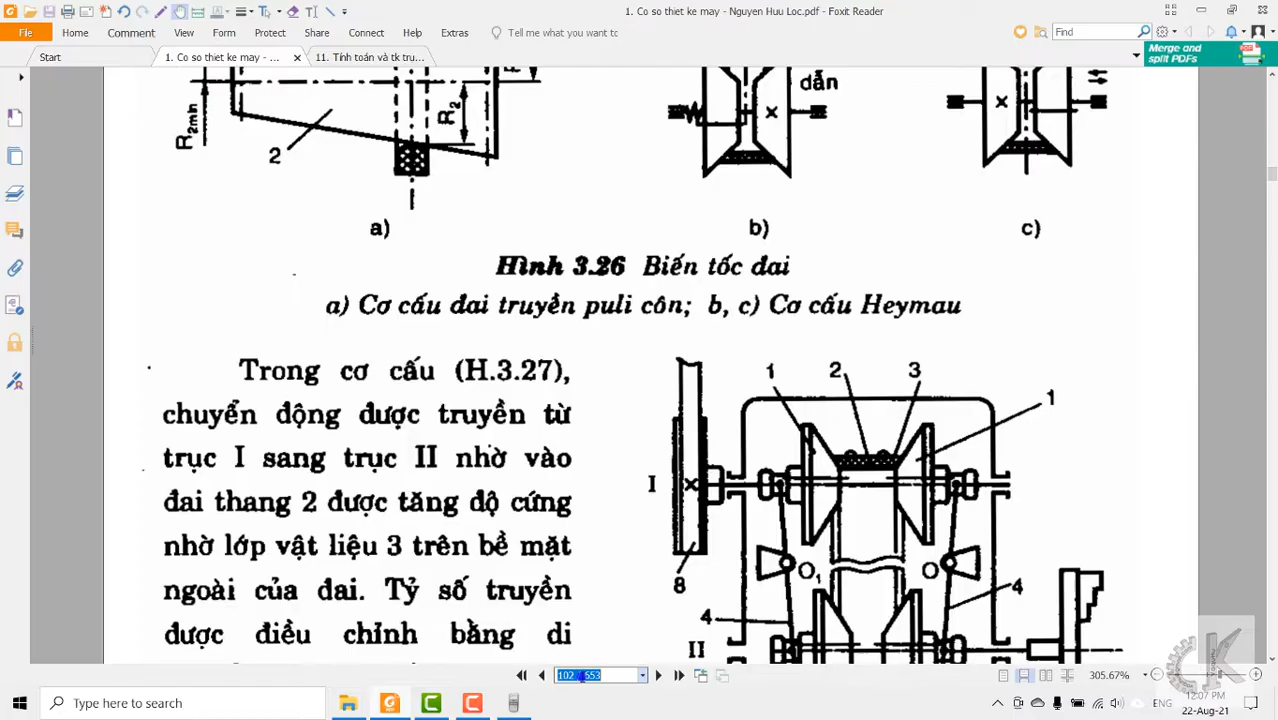 1. Co so thiet ke may - Nguyen Huu Loc.pdf - Foxit Reader
File Home Comment View Form Protect Share Connect Help Extras Tell me what you want to Find
Start 1. Co so thiet ke may - ... 11. Tính toán và tk tru...
Merge and
split PDFs
R2min
2
R2
dẫn
a) b) c)
Hình 3.26 Biến tốc đai
a) Cơ cấu đai truyền puli côn; b, c) Cơ cấu Heymau
Trong cơ cấu (H.3.27),
chuyển động được truyền từ
trục I sang trục II nhờ vào
đai thang 2 được tăng độ cứng
nhờ lớp vật liệu 3 trên bề mặt
ngoài của đai. Tỷ số truyền
được điều chỉnh bằng di
1 2 3 1
I
8
O1 O
4 4
II
102 / 653
305.67%
Type here to search
ENG
12:07 PM
22-Aug-21